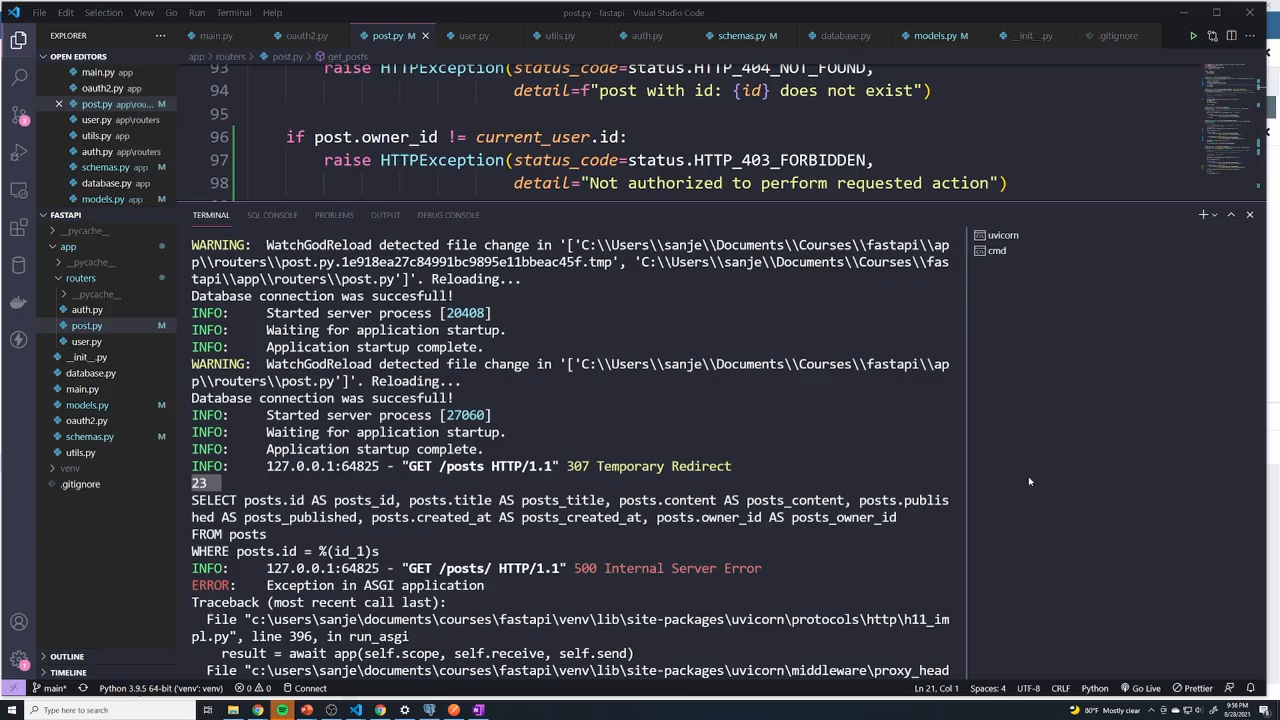 File Edit Selection View Go Run Terminal Help
post.py - fastapi - Visual Studio Code
EXPLORER
main.py
oauth2.py
post.py M
user.py
utils.py
auth.py
schemas.py M
database.py
models.py M
__init__.py
.gitignore
OPEN EDITORS
app > routers > post.py > get_posts
main.py app
oauth2.py app
post.py app\rou... M
user.py app\routers
utils.py app
auth.py app\routers
schemas.py app M
database.py app
models.py app M
93 raise HTTPException(status_code=status.HTTP_404_NOT_FOUND,
94 detail=f"post with id: {id} does not exist")
95
96 if post.owner_id != current_user.id:
97 raise HTTPException(status_code=status.HTTP_403_FORBIDDEN,
98 detail="Not authorized to perform requested action")
FASTAPI
__pycache__
app
__pycache__
routers
__pycache__
auth.py
post.py M
user.py
__init__.py
database.py
main.py
models.py M
oauth2.py
schemas.py M
utils.py
venv
.gitignore
OUTLINE
TIMELINE
TERMINAL SQL CONSOLE PROBLEMS OUTPUT DEBUG CONSOLE
WARNING: WatchGodReload detected file change in '['C:\\Users\\sanje\\Documents\\Courses\\fastapi\\ap
p\\routers\\post.py.1e918ea27c84991bc9895e11bbeac45f.tmp', 'C:\\Users\\sanje\\Documents\\Courses\\fas
tapi\\app\\routers\\post.py']'. Reloading...
Database connection was succesfull!
INFO: Started server process [20408]
INFO: Waiting for application startup.
INFO: Application startup complete.
WARNING: WatchGodReload detected file change in '['C:\\Users\\sanje\\Documents\\Courses\\fastapi\\ap
p\\routers\\post.py']'. Reloading...
Database connection was succesfull!
INFO: Started server process [27060]
INFO: Waiting for application startup.
INFO: Application startup complete.
INFO: 127.0.0.1:64825 - "GET /posts HTTP/1.1" 307 Temporary Redirect
23
SELECT posts.id AS posts_id, posts.title AS posts_title, posts.content AS posts_content, posts.publis
hed AS posts_published, posts.created_at AS posts_created_at, posts.owner_id AS posts_owner_id
FROM posts
WHERE posts.id = %(id_1)s
INFO: 127.0.0.1:64825 - "GET /posts/ HTTP/1.1" 500 Internal Server Error
ERROR: Exception in ASGI application
Traceback (most recent call last):
File "c:\users\sanje\documents\courses\fastapi\venv\lib\site-packages\uvicorn\protocols\http\h11_im
pl.py", line 396, in run_asgi
result = await app(self.scope, self.receive, self.send)
File "c:\users\sanje\documents\courses\fastapi\venv\lib\site-packages\uvicorn\middleware\proxy_head
uvicorn
cmd
main* Python 3.9.5 64-bit ('venv': venv) 0 0 Connect
Ln 21, Col 1 Spaces: 4 UTF-8 CRLF Python Go Live Prettier
Type here to search
80°F Mostly clear
9:58 PM
8/28/2021